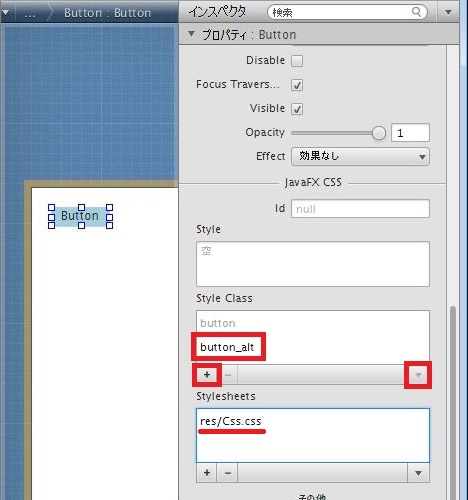 ... Button : Button インスペクタ 検索
プロパティ : Button
Disable
Focus Travers...
Visible
Opacity 1
Effect 効果なし
JavaFX CSS
Id null
Style
空
Button
Style Class
button
button_alt
+ −
Stylesheets
res/Css.css
+ −
その他